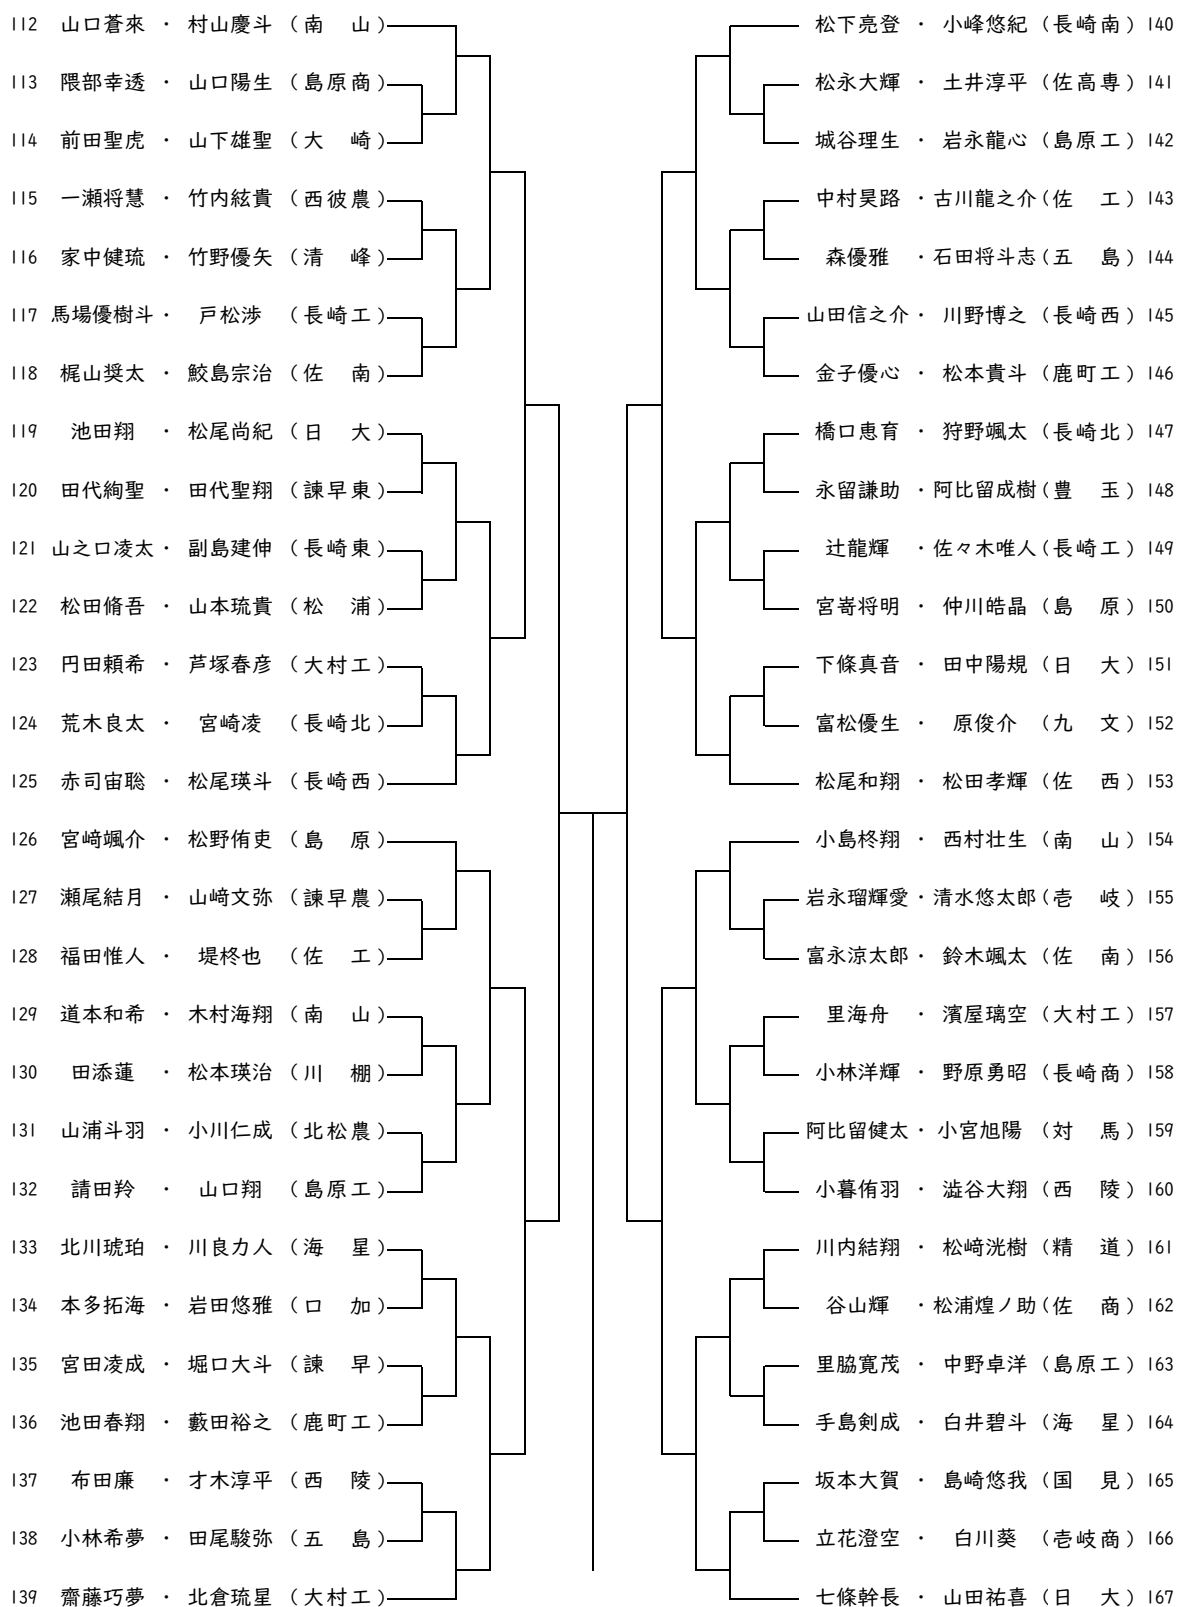 112 山口蒼來 ・ 村山慶斗 （南　山） 松下亮登 ・ 小峰悠紀 （長崎南） 140
113 隈部幸透 ・ 山口陽生 （島原商） 松永大輝 ・ 土井淳平 （佐高専） 141
114 前田聖虎 ・ 山下雄聖 （大　崎） 城谷理生 ・ 岩永龍心 （島原工） 142
115 一瀬将慧 ・ 竹内絃貴 （西彼農） 中村昊路 ・ 古川龍之介 （佐　工） 143
116 家中健琉 ・ 竹野優矢 （清　峰） 森優雅 ・ 石田将斗志 （五　島） 144
117 馬場優樹斗 ・ 戸松渉 （長崎工） 山田信之介 ・ 川野博之 （長崎西） 145
118 梶山奨太 ・ 鮫島宗治 （佐　南） 金子優心 ・ 松本貴斗 （鹿町工） 146
119 池田翔 ・ 松尾尚紀 （日　大） 橋口恵育 ・ 狩野颯太 （長崎北） 147
120 田代絢聖 ・ 田代聖翔 （諫早東） 永留謙助 ・ 阿比留成樹 （豊　玉） 148
121 山之口凌太 ・ 副島建伸 （長崎東） 辻龍輝 ・ 佐々木唯人 （長崎工） 149
122 松田脩吾 ・ 山本琉貴 （松　浦） 宮嵜将明 ・ 仲川皓晶 （島　原） 150
123 円田頼希 ・ 芦塚春彦 （大村工） 下條真音 ・ 田中陽規 （日　大） 151
124 荒木良太 ・ 宮崎凌 （長崎北） 富松優生 ・ 原俊介 （九　文） 152
125 赤司宙聡 ・ 松尾瑛斗 （長崎西） 松尾和翔 ・ 松田孝輝 （佐　西） 153
126 宮﨑颯介 ・ 松野侑吏 （島　原） 小島柊翔 ・ 西村壮生 （南　山） 154
127 瀬尾結月 ・ 山﨑文弥 （諫早農） 岩永瑠輝愛 ・ 清水悠太郎 （壱　岐） 155
128 福田惟人 ・ 堤柊也 （佐　工） 富永涼太郎 ・ 鈴木颯太 （佐　南） 156
129 道本和希 ・ 木村海翔 （南　山） 里海舟 ・ 濱屋璃空 （大村工） 157
130 田添蓮 ・ 松本瑛治 （川　棚） 小林洋輝 ・ 野原勇昭 （長崎商） 158
131 山浦斗羽 ・ 小川仁成 （北松農） 阿比留健太 ・ 小宮旭陽 （対　馬） 159
132 請田羚 ・ 山口翔 （島原工） 小暮侑羽 ・ 澁谷大翔 （西　陵） 160
133 北川琥珀 ・ 川良力人 （海　星） 川内結翔 ・ 松﨑洸樹 （精　道） 161
134 本多拓海 ・ 岩田悠雅 （口　加） 谷山輝 ・ 松浦煌ノ助 （佐　商） 162
135 宮田凌成 ・ 堀口大斗 （諫　早） 里脇寛茂 ・ 中野卓洋 （島原工） 163
136 池田春翔 ・ 藪田裕之 （鹿町工） 手島剣成 ・ 白井碧斗 （海　星） 164
137 布田廉 ・ 才木淳平 （西　陵） 坂本大賀 ・ 島崎悠我 （国　見） 165
138 小林希夢 ・ 田尾駿弥 （五　島） 立花澄空 ・ 白川葵 （壱岐商） 166
139 齋藤巧夢 ・ 北倉琉星 （大村工） 七條幹長 ・ 山田祐喜 （日　大） 167